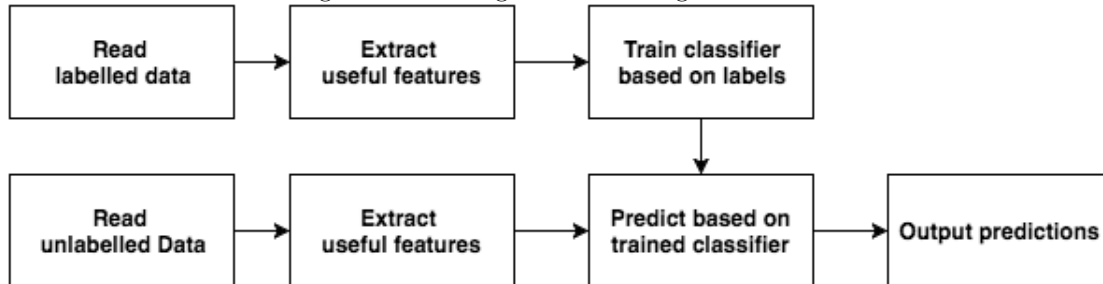 Read
labelled data
Extract
useful features
Train classifier
based on labels
Read
unlabelled Data
Extract
useful features
Predict based on
trained classifier
Output predictions